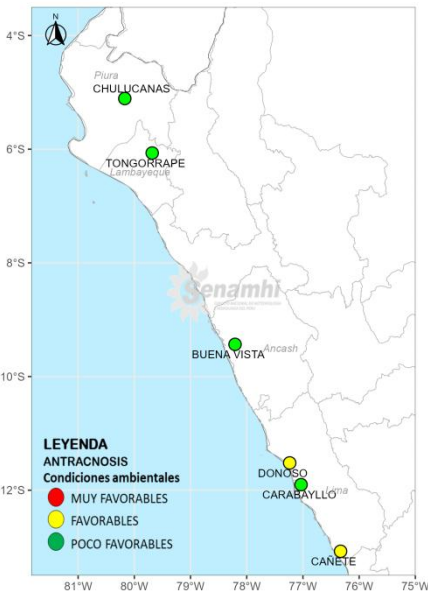 N
4°S
Piura
CHULUCANAS
6°S
TONGORRAPE
Lambayeque
8°S
Senamhi
BUENA VISTA
Ancash
10°S
LEYENDA
ANTRACNOSIS
Condiciones ambientales
MUY FAVORABLES
FAVORABLES
POCO FAVORABLES
DONOSO
CARABAYLLO
Lima
12°S
CAÑETE
81°W 80°W 79°W 78°W 77°W 76°W 75°W